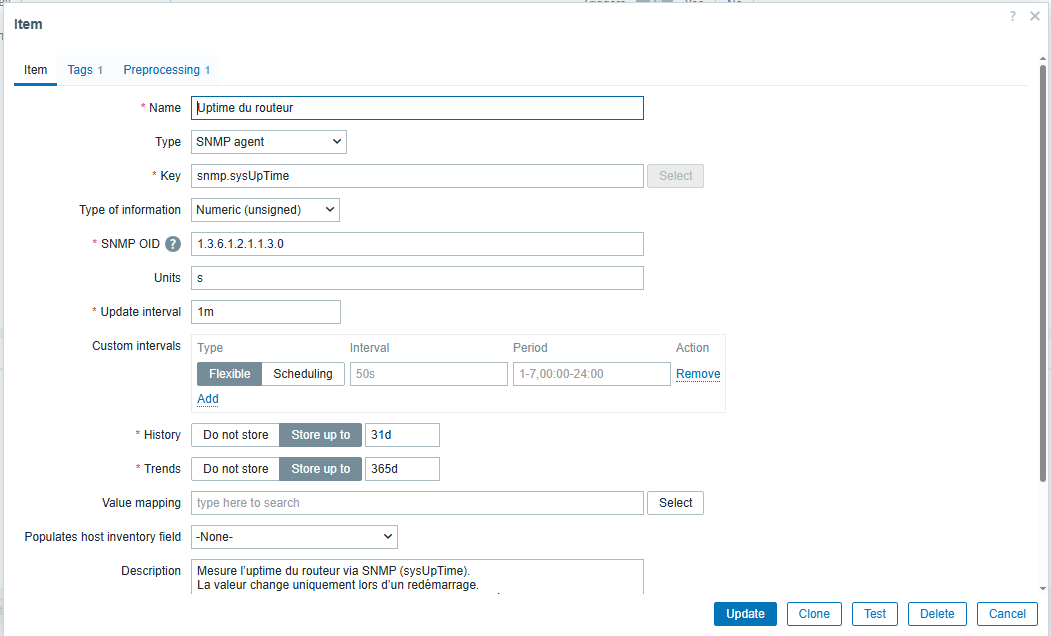 Item
?
Item Tags 1 Preprocessing 1
* Name Uptime du routeur
Type SNMP agent
* Key snmp.sysUpTime Select
Type of information Numeric (unsigned)
* SNMP OID ? 1.3.6.1.2.1.1.3.0
Units s
* Update interval 1m
Custom intervals Type Interval Period Action
Flexible Scheduling 50s 1-7,00:00-24:00 Remove
Add
* History Do not store Store up to 31d
* Trends Do not store Store up to 365d
Value mapping type here to search Select
Populates host inventory field -None-
Description Mesure l’uptime du routeur via SNMP (sysUpTime).
La valeur change uniquement lors d’un redémarrage.
Update Clone Test Delete Cancel